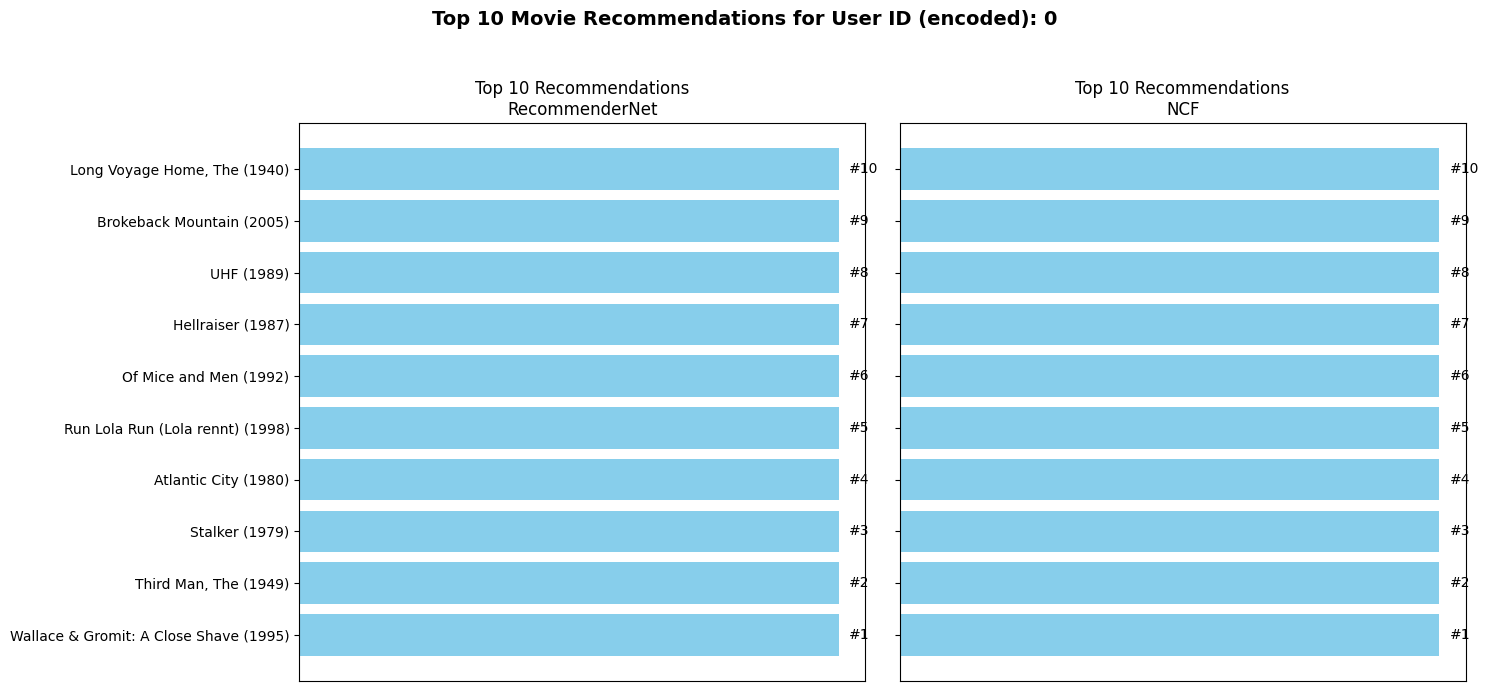 Top 10 Movie Recommendations for User ID (encoded): 0
Top 10 Recommendations
RecommenderNet
Long Voyage Home, The (1940)
#10
Brokeback Mountain (2005)
#9
UHF (1989)
#8
Hellraiser (1987)
#7
Of Mice and Men (1992)
#6
Run Lola Run (Lola rennt) (1998)
#5
Atlantic City (1980)
#4
Stalker (1979)
#3
Third Man, The (1949)
#2
Wallace & Gromit: A Close Shave (1995)
#1
Top 10 Recommendations
NCF
#10
#9
#8
#7
#6
#5
#4
#3
#2
#1